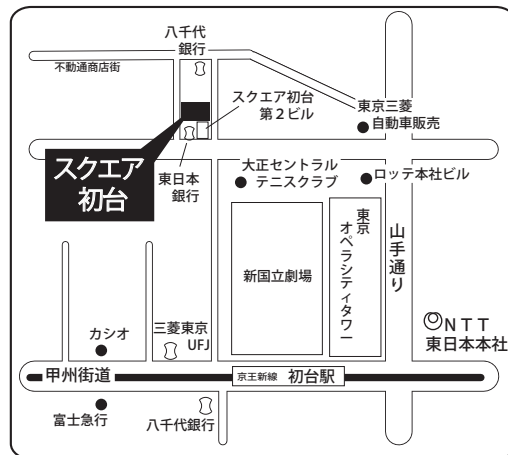 八千代
銀行
不動通商店街
スクエア初台
第２ビル
東京三菱
自動車販売
スクエア
初台
東日本
銀行
大正セントラル
テニスクラブ
ロッテ本社ビル
新国立劇場
東京
オペラシティタワー
山手通り
ＮＴＴ
東日本本社
カシオ
三菱東京
UFJ
甲州街道
京王新線 初台駅
富士急行
八千代銀行